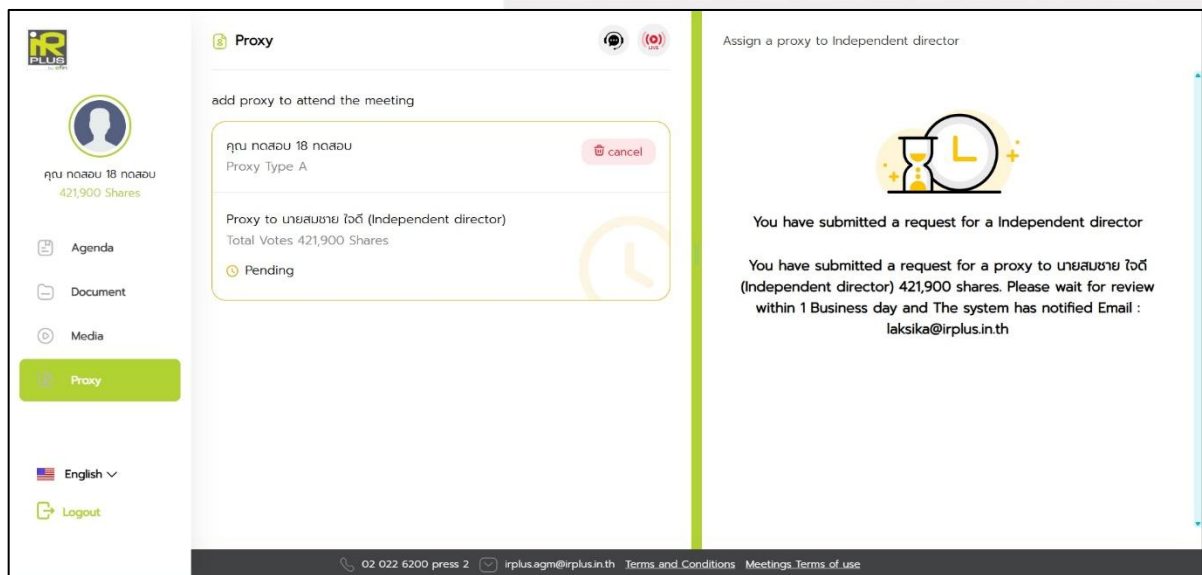 iR
PLUS
by efin
คุณ ทดสอบ 18 ทดสอบ
421,900 Shares
Agenda
Document
Media
Proxy
English
Logout
Proxy
LIVE
add proxy to attend the meeting
คุณ ทดสอบ 18 ทดสอบ
Proxy Type A
cancel
Proxy to นายสมชาย ใจดี (Independent director)
Total Votes 421,900 Shares
Pending
Assign a proxy to Independent director
You have submitted a request for a Independent director
You have submitted a request for a proxy to นายสมชาย ใจดี
(Independent director) 421,900 shares. Please wait for review
within 1 Business day and The system has notified Email :
laksika@irplus.in.th
02 022 6200 press 2 irplus.agm@irplus.in.th Terms and Conditions Meetings Terms of use